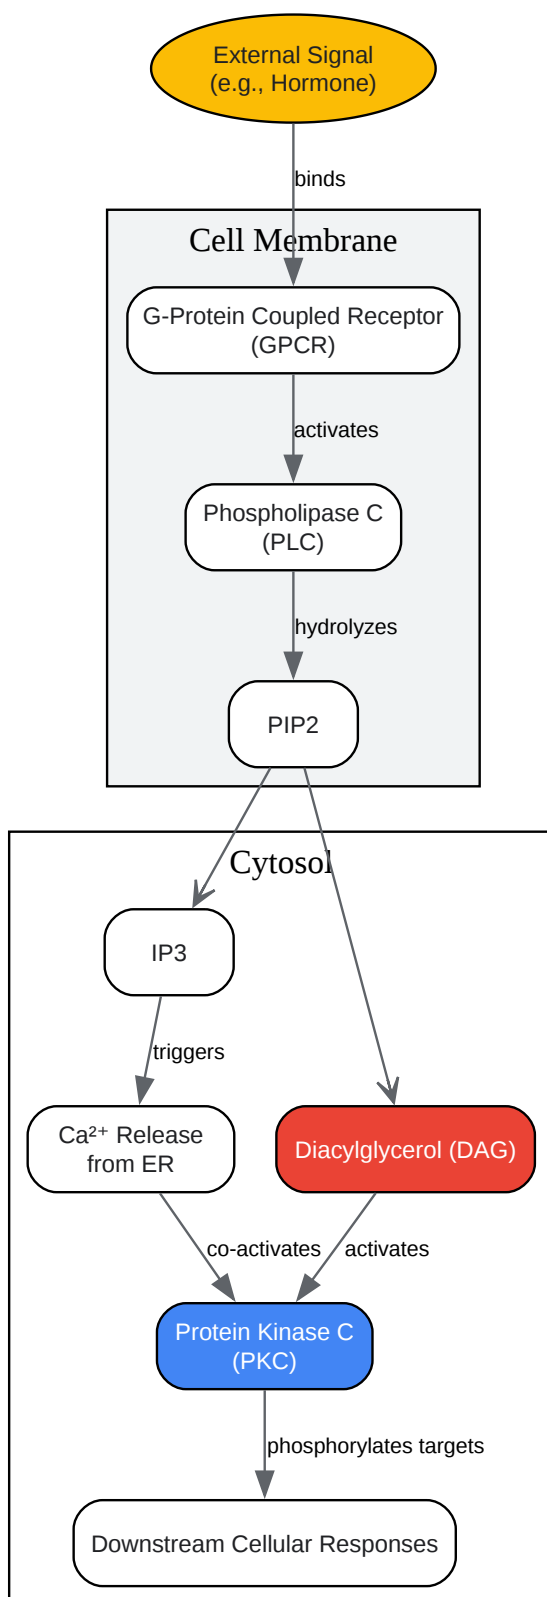 External Signal
(e.g., Hormone)
binds
Cell Membrane
G-Protein Coupled Receptor
(GPCR)
activates
Phospholipase C
(PLC)
hydrolyzes
PIP2
Cytosol
IP3
triggers
Ca²⁺ Release
from ER
Diacylglycerol (DAG)
co-activates
activates
Protein Kinase C
(PKC)
phosphorylates targets
Downstream Cellular Responses